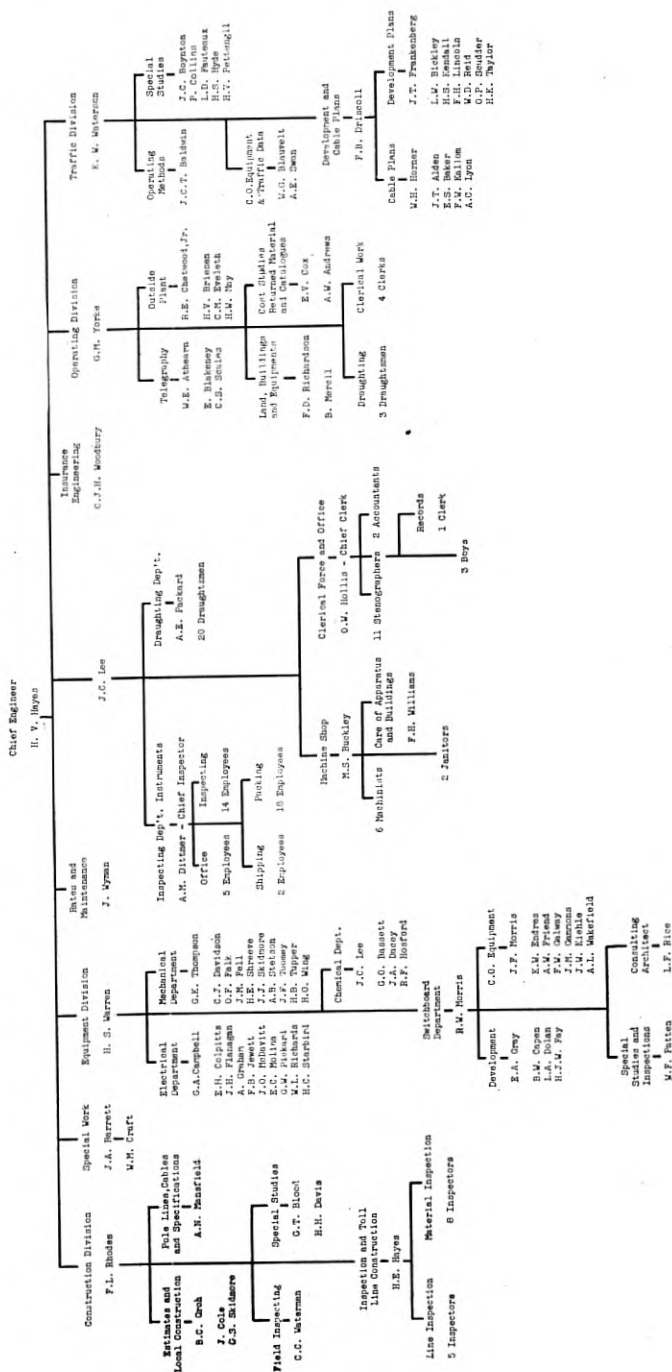 Chief Engineer
H. V. Hayes
Construction Division
F.L. Rhodes
Estimates and
Local Construction
B.C. Groh
J. Cole
G.S. Skidmore
Pole Lines, Cables
and Specifications
A.N. Mansfield
Field Inspecting
C.C. Waterman
Special Studies
G.T. Blood
H.H. Davis
Inspection and Toll
Line Construction
H.E. Hayes
Line Inspection
5 Inspectors
Material Inspection
8 Inspectors
Special Work
J.A. Barrett
W.M. Craft
Equipment Division
H. S. Warren
Electrical
Department
G.A. Campbell
E.H. Colpitts
J.H. Flanagan
A. Graham
F.B. Jewett
J.G. McDavitt
E.C. Molina
G.W. Pickard
W.L. Richards
H.C. Starbird
Mechanical
Department
G.K. Thompson
C.J. Davidson
O.F. Falk
J.M. Fell
H.E. Shreeve
J.J. Skidmore
A.B. Stetson
J.F. Toomey
H.B. Tupper
H.O. Wing
Chemical Dept.
J.C. Lee
G.O. Bassett
J.A. Dacey
R.F. Hosford
Switchboard
Department
R.W. Morris
Development
E.A. Gray
B.W. Capen
L.A. Dolan
H.J.W. Fay
C.O. Equipment
J.F. Morris
E.W. Endres
A.W. Friend
F.W. Galway
J.M. Gannons
J.W. Kiehle
A.L. Wakefield
Special
Studies and
Inspections
W.F. Patten
Consulting
Architect
L.F. Rice
Rates and
Maintenance
J. Wyman
J.C. Lee
Inspecting Dep't. Instruments
A.M. Dittmer - Chief Inspector
Office
5 Employees
Inspecting
14 Employees
Shipping
2 Employees
Packing
18 Employees
Draughting Dep't.
A.E. Packard
20 Draughtsmen
Machine Shop
M.S. Buckley
6 Machinists
Care of Apparatus
and Buildings
F.H. Williams
2 Janitors
Clerical Force and Office
O.W. Hollis - Chief Clerk
11 Stenographers
2 Accountants
Records
1 Clerk
3 Boys
Insurance
Engineering
C.J.H. Woodbury
Operating Division
G.M. Yorke
Telegraphy
W.E. Athearn
E. Blakeney
C.S. Squles
Outside
Plant
R.E. Chetwood, Jr.
H.V. Brienen
C.M. Eveleth
H.W. May
Land, Buildings
and Equipments
F.D. Richardson
B. Mercil
Cost Studies
Returned Material
and Catalogues
E.V. Cox
A.W. Andrews
Draughting
3 Draughtsmen
Clerical Work
4 Clerks
Traffic Division
K. W. Waterson
Operating
Methods
J.C.T. Baldwin
Special
Studies
J.C. Boynton
P. Collins
L.D. Fauteaux
H.S. Hyde
H.V. Pettengil
C.O. Equipment
& Traffic Data
W.G. Blauvelt
A.E. Swan
Development and
Cable Plans
F.B. Driscoll
Cable Plans
W.H. Horner
J.T. Alden
E.S. Baker
F.W. Kallom
A.C. Lyon
Development Plans
J.T. Frankenberg
L.W. Bickley
H.S. Kendall
F.H. Lincoln
W.D. Reid
O.P. Scudder
H.E. Taylor